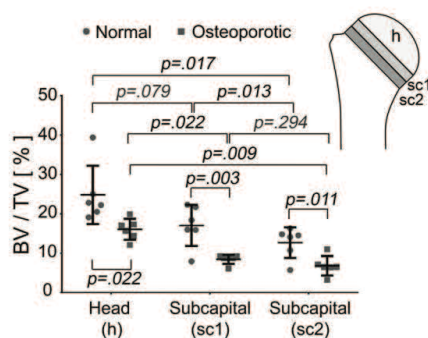 Normal Osteoporotic
h
sc1
sc2
p=.017
p=.079 p=.013
p=.022 p=.294
p=.009
p=.003
p=.011
p=.022
BV / TV [ % ]
50
40
30
20
10
0
Head Subcapital Subcapital
(h) (sc1) (sc2)